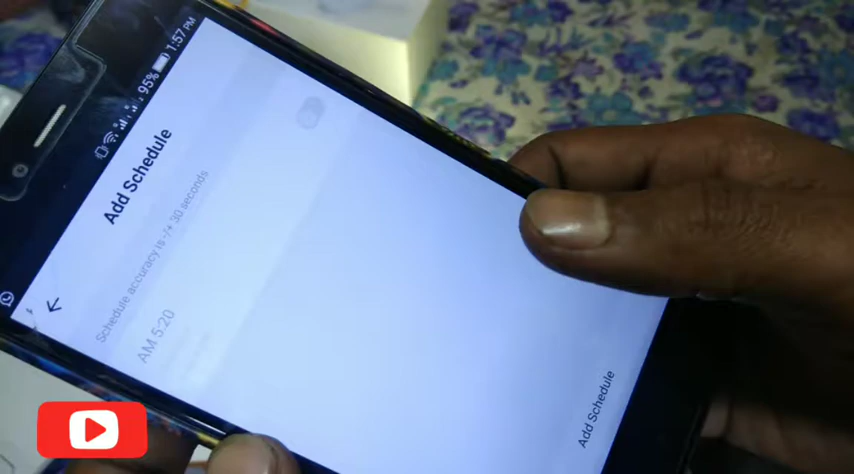 95% 1:57 PM
Add Schedule
Schedule accuracy is -/+ 30 seconds
AM 5:20
Add Schedule